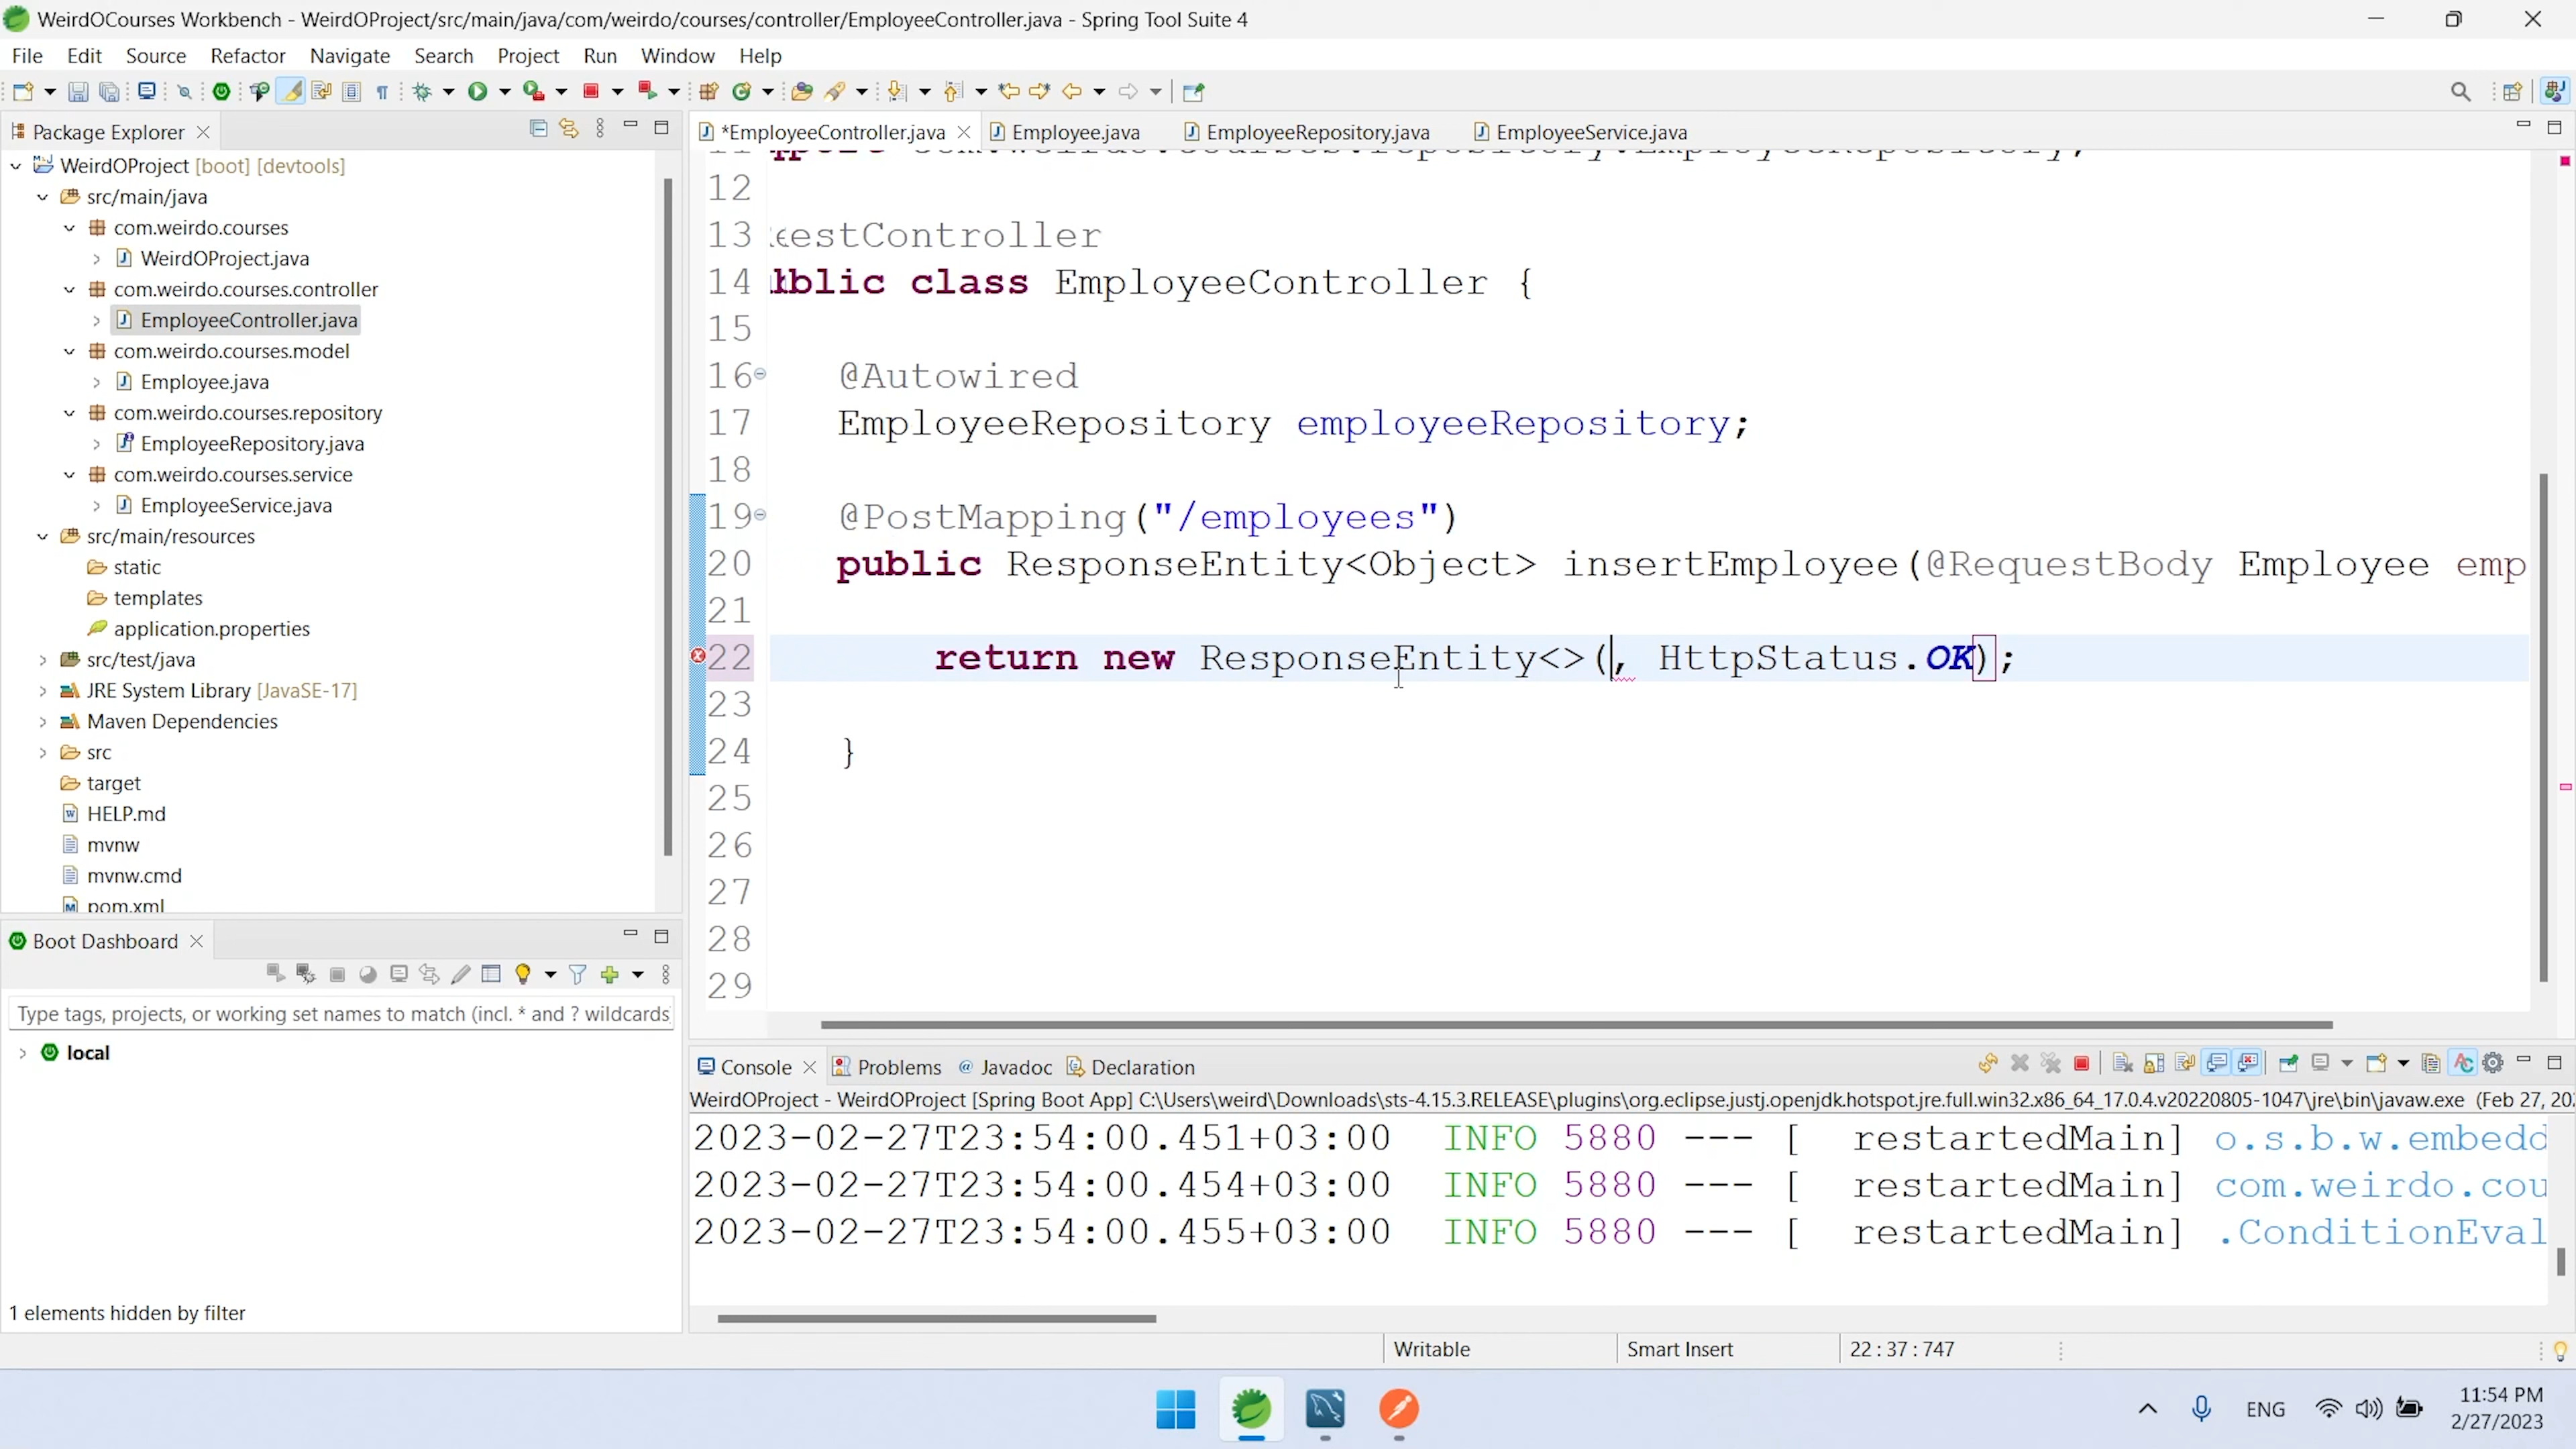 WeirdOCourses Workbench - WeirdOProject/src/main/java/com/weirdo/courses/controller/EmployeeController.java - Spring Tool Suite 4
File Edit Source Refactor Navigate Search Project Run Window Help
Package Explorer
WeirdOProject [boot] [devtools]
src/main/java
com.weirdo.courses
WeirdOProject.java
com.weirdo.courses.controller
EmployeeController.java
com.weirdo.courses.model
Employee.java
com.weirdo.courses.repository
EmployeeRepository.java
com.weirdo.courses.service
EmployeeService.java
src/main/resources
static
templates
application.properties
src/test/java
JRE System Library [JavaSE-17]
Maven Dependencies
src
target
HELP.md
mvnw
mvnw.cmd
pom.xml
*EmployeeController.java Employee.java EmployeeRepository.java EmployeeService.java
12
13 estController
14 blic class EmployeeController {
15
16 @Autowired
17 EmployeeRepository employeeRepository;
18
19 @PostMapping("/employees")
20 public ResponseEntity<Object> insertEmployee(@RequestBody Employee emp
21
22 return new ResponseEntity<>(, HttpStatus.OK);
23
24 }
25
26
27
28
29
Boot Dashboard
Type tags, projects, or working set names to match (incl. * and ? wildcards
local
1 elements hidden by filter
Console Problems Javadoc Declaration
WeirdOProject - WeirdOProject [Spring Boot App] C:\Users\weird\Downloads\sts-4.15.3.RELEASE\plugins\org.eclipse.justj.openjdk.hotspot.jre.full.win32.x86_64_17.0.4.v20220805-1047\jre\bin\javaw.exe (Feb 27, 202
2023-02-27T23:54:00.451+03:00 INFO 5880 --- [ restartedMain] o.s.b.w.embedd
2023-02-27T23:54:00.454+03:00 INFO 5880 --- [ restartedMain] com.weirdo.cou
2023-02-27T23:54:00.455+03:00 INFO 5880 --- [ restartedMain] .ConditionEval
Writable Smart Insert 22 : 37 : 747
ENG
11:54 PM
2/27/2023